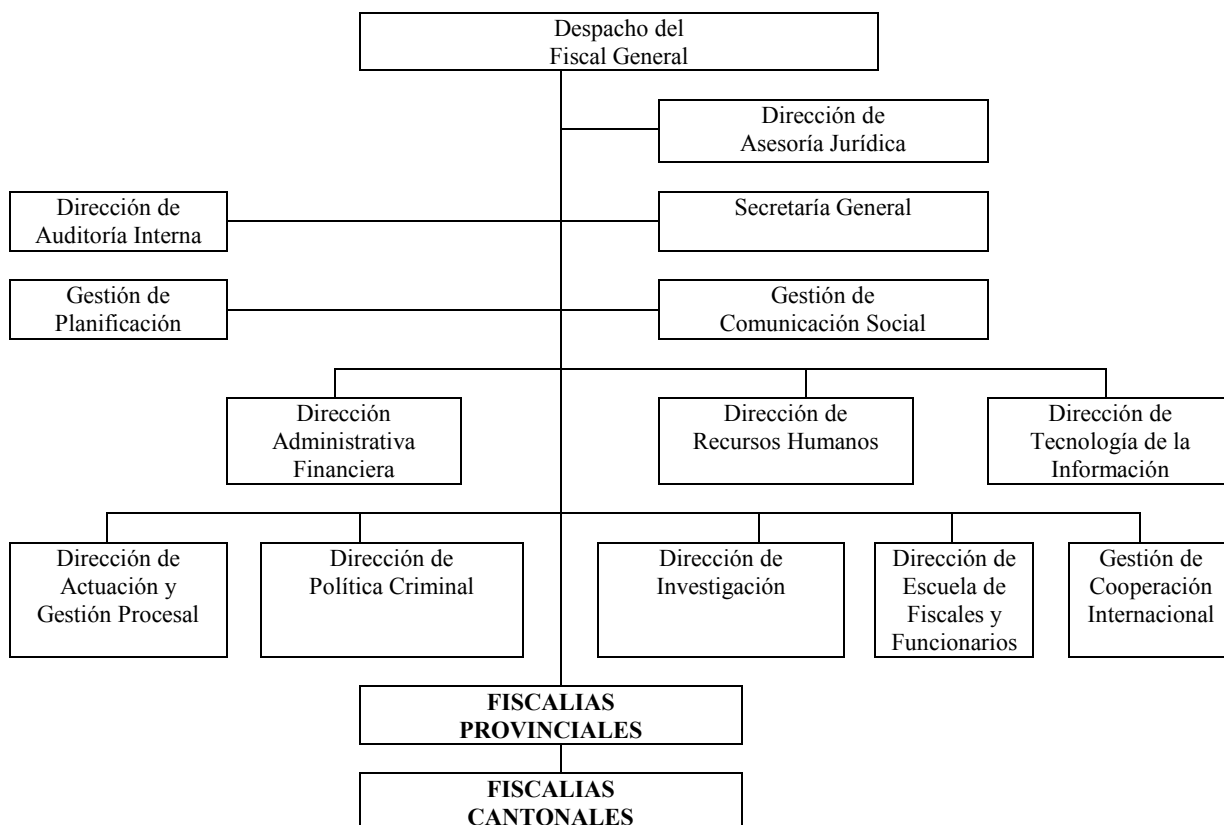 Despacho del
Fiscal General
Dirección de
Asesoría Jurídica
Dirección de
Auditoría Interna
Secretaría General
Gestión de
Planificación
Gestión de
Comunicación Social
Dirección
Administrativa
Financiera
Dirección de
Recursos Humanos
Dirección de
Tecnología de la
Información
Dirección de
Actuación y
Gestión Procesal
Dirección de
Política Criminal
Dirección de
Investigación
Dirección de
Escuela de
Fiscales y
Funcionarios
Gestión de
Cooperación
Internacional
FISCALIAS
PROVINCIALES
FISCALIAS
CANTONALES